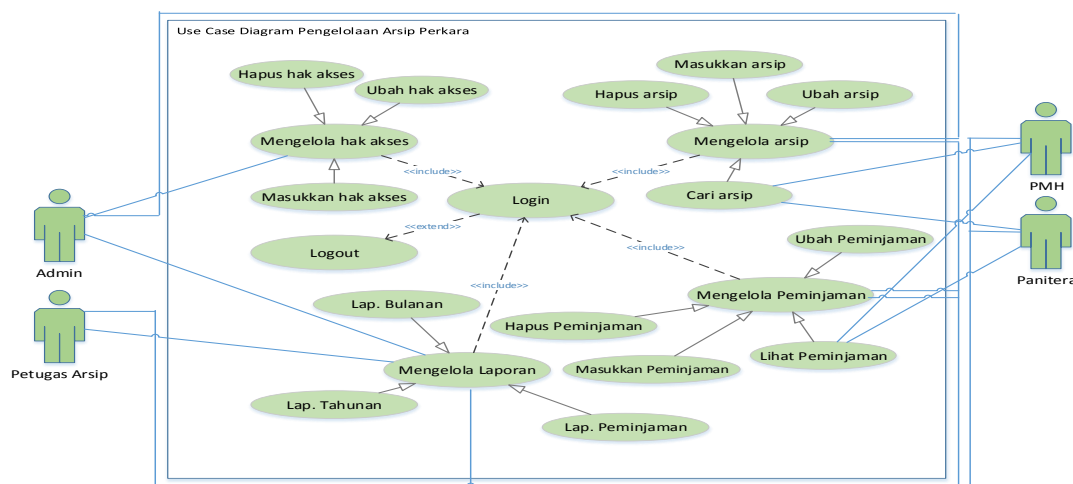 Use Case Diagram Pengelolaan Arsip Perkara
Hapus hak akses
Ubah hak akses
Mengelola hak akses
Masukkan hak akses
Masukkan arsip
Hapus arsip
Ubah arsip
Mengelola arsip
Cari arsip
<<include>>
<<include>>
Login
<<extend>>
Logout
<<include>>
<<include>>
Ubah Peminjaman
Mengelola Peminjaman
Hapus Peminjaman
Masukkan Peminjaman
Lihat Peminjaman
Lap. Bulanan
Mengelola Laporan
Lap. Tahunan
Lap. Peminjaman
Admin
Petugas Arsip
PMH
Panitera